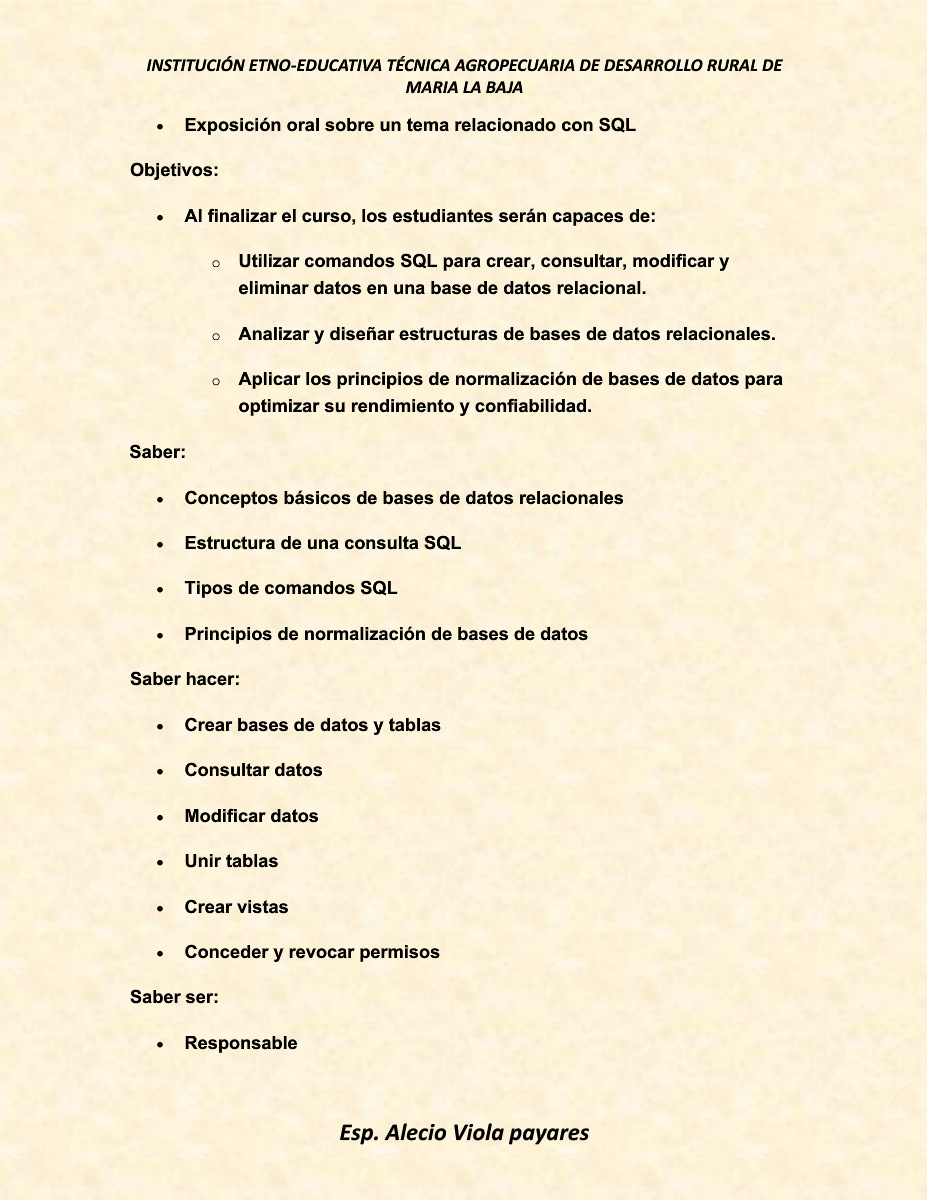 INSTITUCIÓN ETNO-EDUCATIVA TÉCNICA AGROPECUARIA DE DESARROLLO RURAL DE
MARIA LA BAJA
• Exposición oral sobre un tema relacionado con SQL
Objetivos:
• Al finalizar el curso, los estudiantes serán capaces de:
o Utilizar comandos SQL para crear, consultar, modificar y
eliminar datos en una base de datos relacional.
o Analizar y diseñar estructuras de bases de datos relacionales.
o Aplicar los principios de normalización de bases de datos para
optimizar su rendimiento y confiabilidad.
Saber:
• Conceptos básicos de bases de datos relacionales
• Estructura de una consulta SQL
• Tipos de comandos SQL
• Principios de normalización de bases de datos
Saber hacer:
• Crear bases de datos y tablas
• Consultar datos
• Modificar datos
• Unir tablas
• Crear vistas
• Conceder y revocar permisos
Saber ser:
• Responsable
Esp. Alecio Viola payares